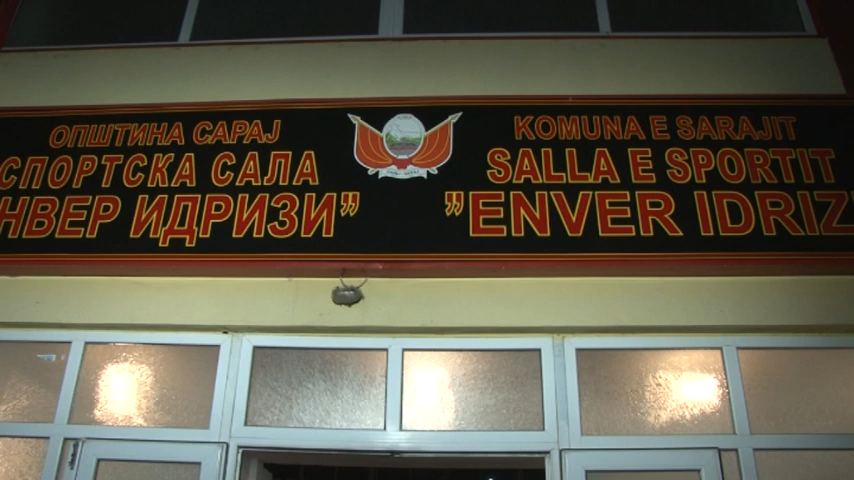 ОПШТИНА САРАЈ
СПОРТСКА САЛА
НВЕР ИДРИЗИ”
KOMUNA E SARAJIT
SALLA E SPORTIT
”ENVER IDRIZ